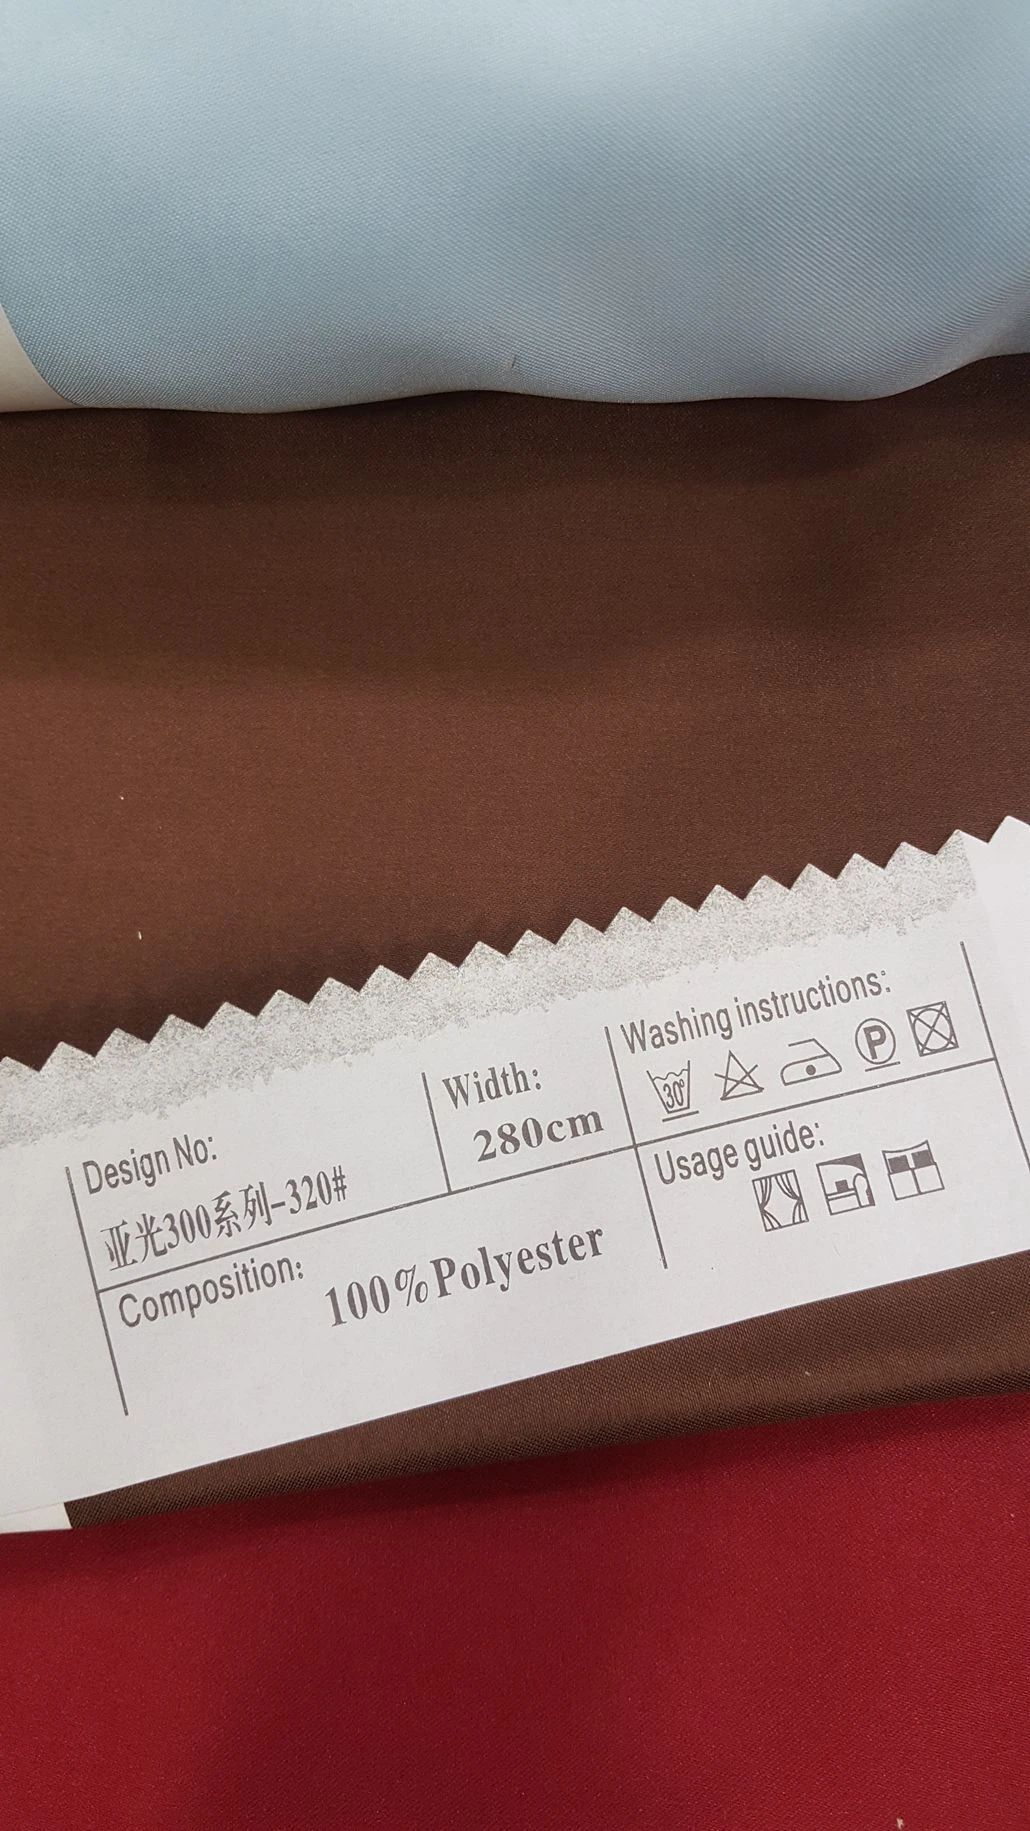 Design No:
亚光300系列-320#
Width:
280cm
Washing instructions:
30°
P
Composition:
100%Polyester
Usage guide: